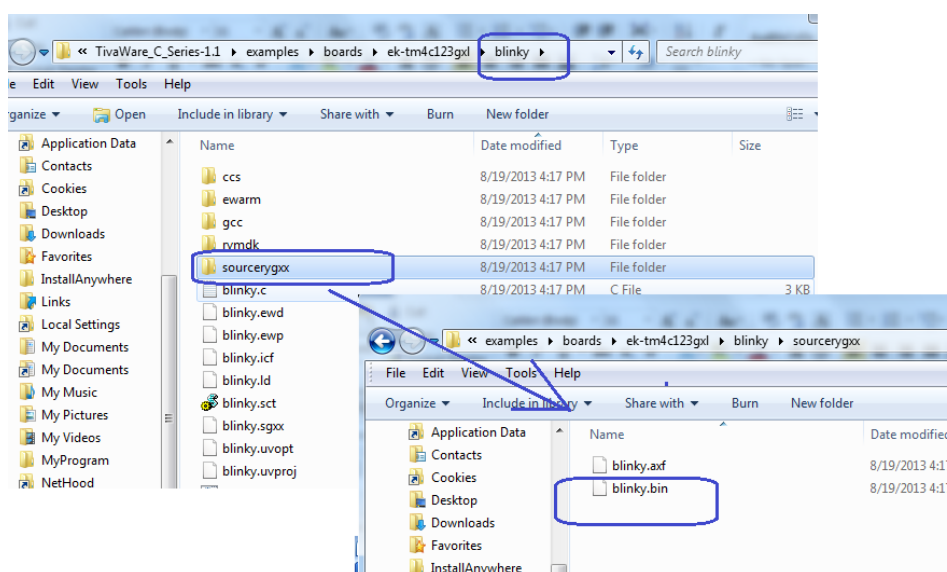 « TivaWare_C_Series-1.1 ▸ examples ▸ boards ▸ ek-tm4c123gxl ▸ blinky ▸ Search blinky
le Edit View Tools Help
rganize Open Include in library Share with Burn New folder
Name Date modified Type Size
Application Data
Contacts
Cookies
Desktop
Downloads
Favorites
InstallAnywhere
Links
Local Settings
My Documents
My Documents
My Music
My Pictures
My Videos
MyProgram
NetHood
ccs 8/19/2013 4:17 PM File folder
ewarm 8/19/2013 4:17 PM File folder
gcc 8/19/2013 4:17 PM File folder
rvmdk 8/19/2013 4:17 PM File folder
sourcerygxx 8/19/2013 4:17 PM File folder
blinky.c 8/19/2013 4:17 PM C File 3 KB
blinky.ewd
blinky.ewp
blinky.icf
blinky.ld
blinky.sct
blinky.sgxx
blinky.uvopt
blinky.uvproj
« examples ▸ boards ▸ ek-tm4c123gxl ▸ blinky ▸ sourcerygxx
File Edit View Tools Help
Organize Include in library Share with Burn New folder
Name Date modified
Application Data
Contacts
Cookies
Desktop
Downloads
Favorites
InstallAnywhere
blinky.axf 8/19/2013 4:17
blinky.bin 8/19/2013 4:17